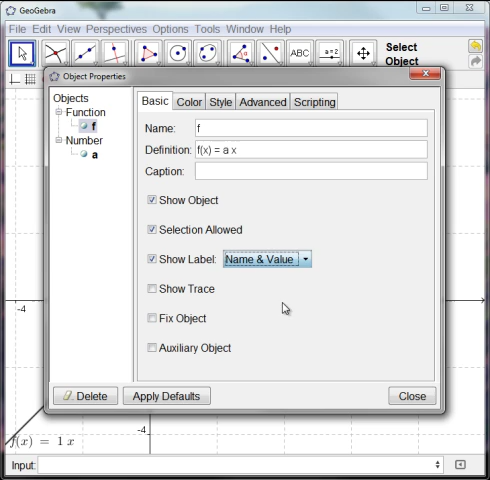 GeoGebra
File Edit View Perspectives Options Tools Window Help
ABC
a=2
Select
Object
Object Properties
Objects
Function
f
Number
a
Basic Color Style Advanced Scripting
Name: f
Definition: f(x) = a x
Caption:
Show Object
Selection Allowed
Show Label: Name & Value
Show Trace
Fix Object
Auxiliary Object
Delete Apply Defaults Close
-4
-4
f(x) = 1 x
Input: